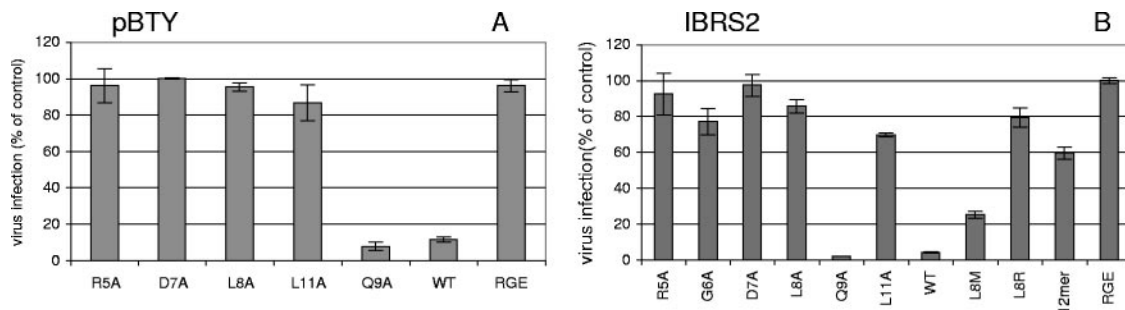 pBTY A
virus infection (% of control)
120
100
80
60
40
20
0
R5A D7A L8A L11A Q9A WT RGE
IBRS2 B
virus infection(% of control)
120
100
80
60
40
20
0
R5A G6A D7A L8A Q9A L11A WT L8M L8R 12mer RGE